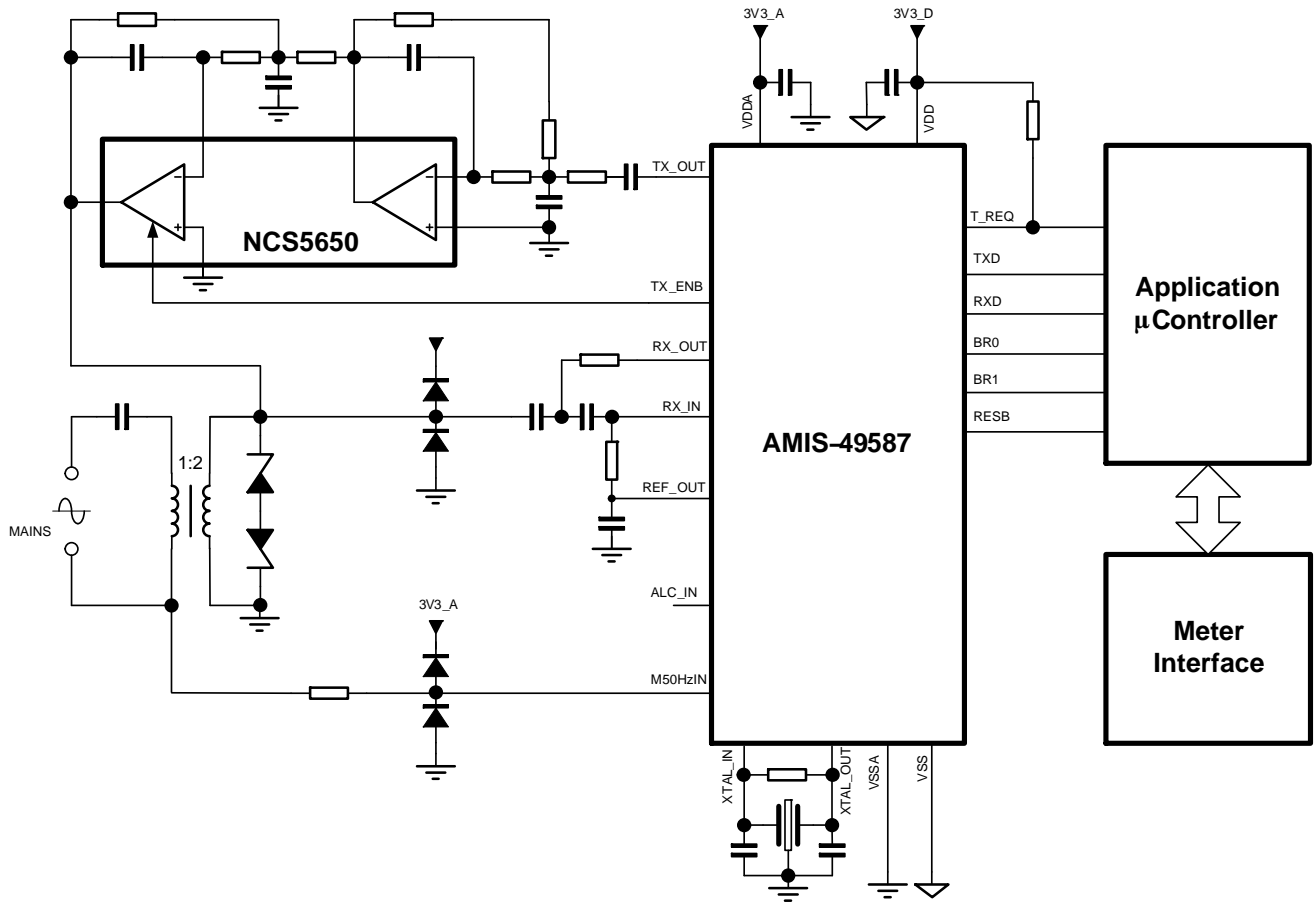 3V3_A
3V3_D
VDDA
VDD
TX_OUT
T_REQ
NCS5650
TXD
TX_ENB
RXD
Application
µController
RX_OUT
BR0
BR1
RX_IN
RESB
AMIS–49587
1:2
REF_OUT
MAINS
ALC_IN
3V3_A
Meter
Interface
M50HzIN
XTAL_IN
XTAL_OUT
VSSA
VSS